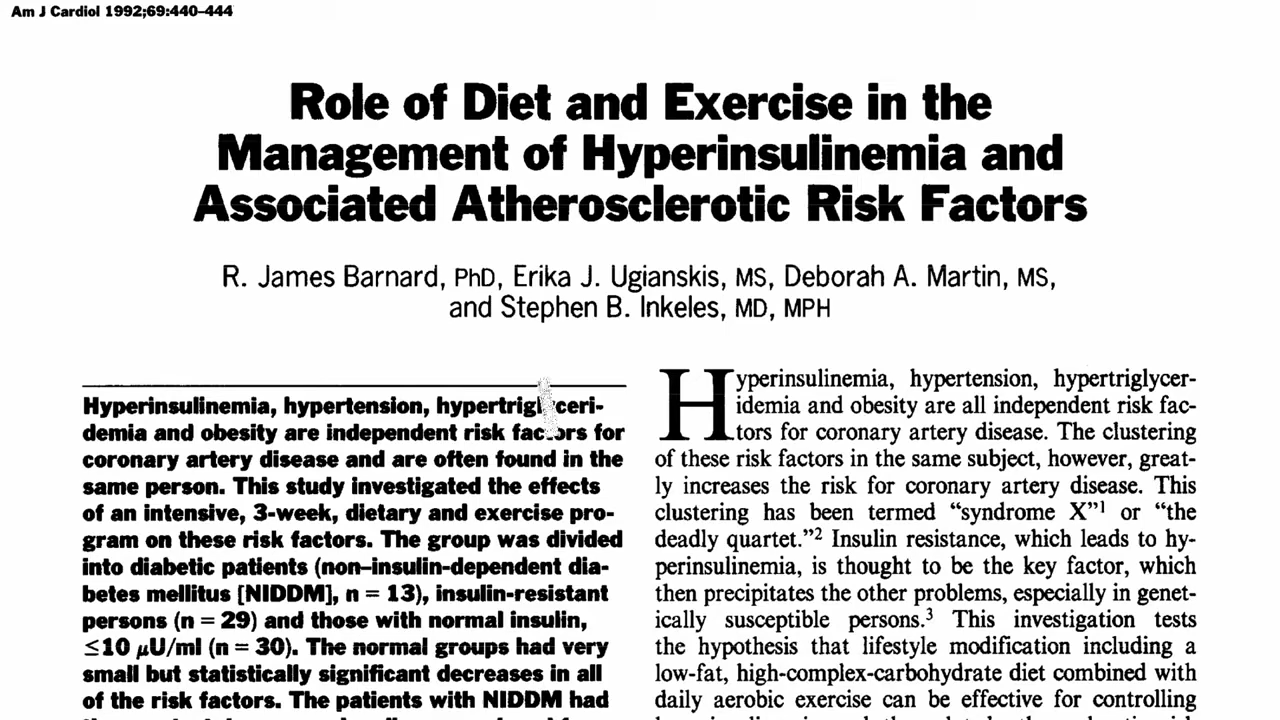 Am J Cardiol 1992;69:440–444
Role of Diet and Exercise in the
Management of Hyperinsulinemia and
Associated Atherosclerotic Risk Factors
R. James Barnard, PhD, Erika J. Ugianskis, MS, Deborah A. Martin, MS,
and Stephen B. Inkeles, MD, MPH
Hyperinsulinemia, hypertension,
demia and obesity are independent risk for
coronary artery disease and are often found in the
same person. This study investigated the effects
of an intensive, 3-week, dietary and exercise pro-
gram on these risk factors. The group was divided
into diabetic patients (non–insulin-dependent dia-
betes mellitus [NIDDM], n = 13), insulin-resistant
persons (n = 29) and those with normal insulin,
≤10 μU/ml (n = 30). The normal groups had very
small but statistically significant decreases in all
of the risk factors. The patients with NIDDM had
Hyperinsulinemia, hypertension, hypertriglycer-
idemia and obesity are all independent risk fac-
tors for coronary artery disease. The clustering
of these risk factors in the same subject, however, great-
ly increases the risk for coronary artery disease. This
clustering has been termed “syndrome X”1 or “the
deadly quartet.”2 Insulin resistance, which leads to hy-
perinsulinemia, is thought to be the key factor, which
then precipitates the other problems, especially in genet-
ically susceptible persons.3 This investigation tests
the hypothesis that lifestyle modification including a
low-fat, high-complex-carbohydrate diet combined with
daily aerobic exercise can be effective for controlling